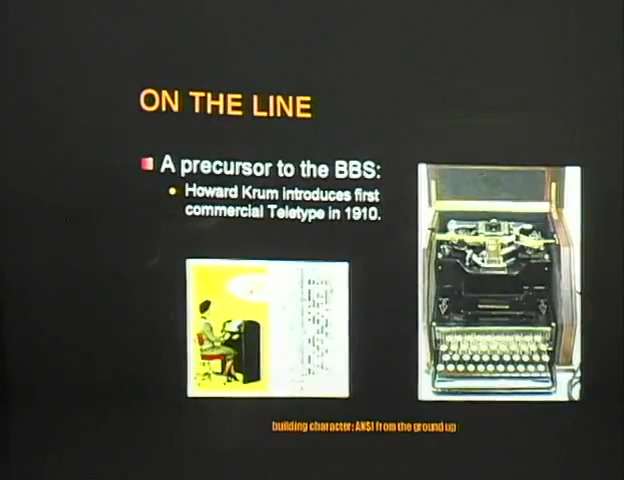 ON THE LINE
A precursor to the BBS:
Howard Krum introduces first
commercial Teletype in 1910.
building character: ANSI from the ground up